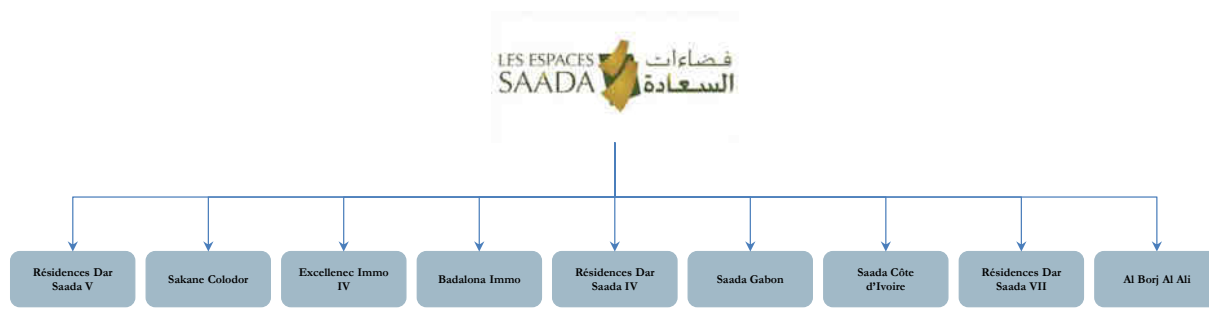 LES ESPACES
SAADA
فضاءات
السعادة
Résidences Dar
Saada V
Sakane Colodor
Excellenec Immo
IV
Badalona Immo
Résidences Dar
Saada IV
Saada Gabon
Saada Côte
d'Ivoire
Résidences Dar
Saada VII
Al Borj Al Ali